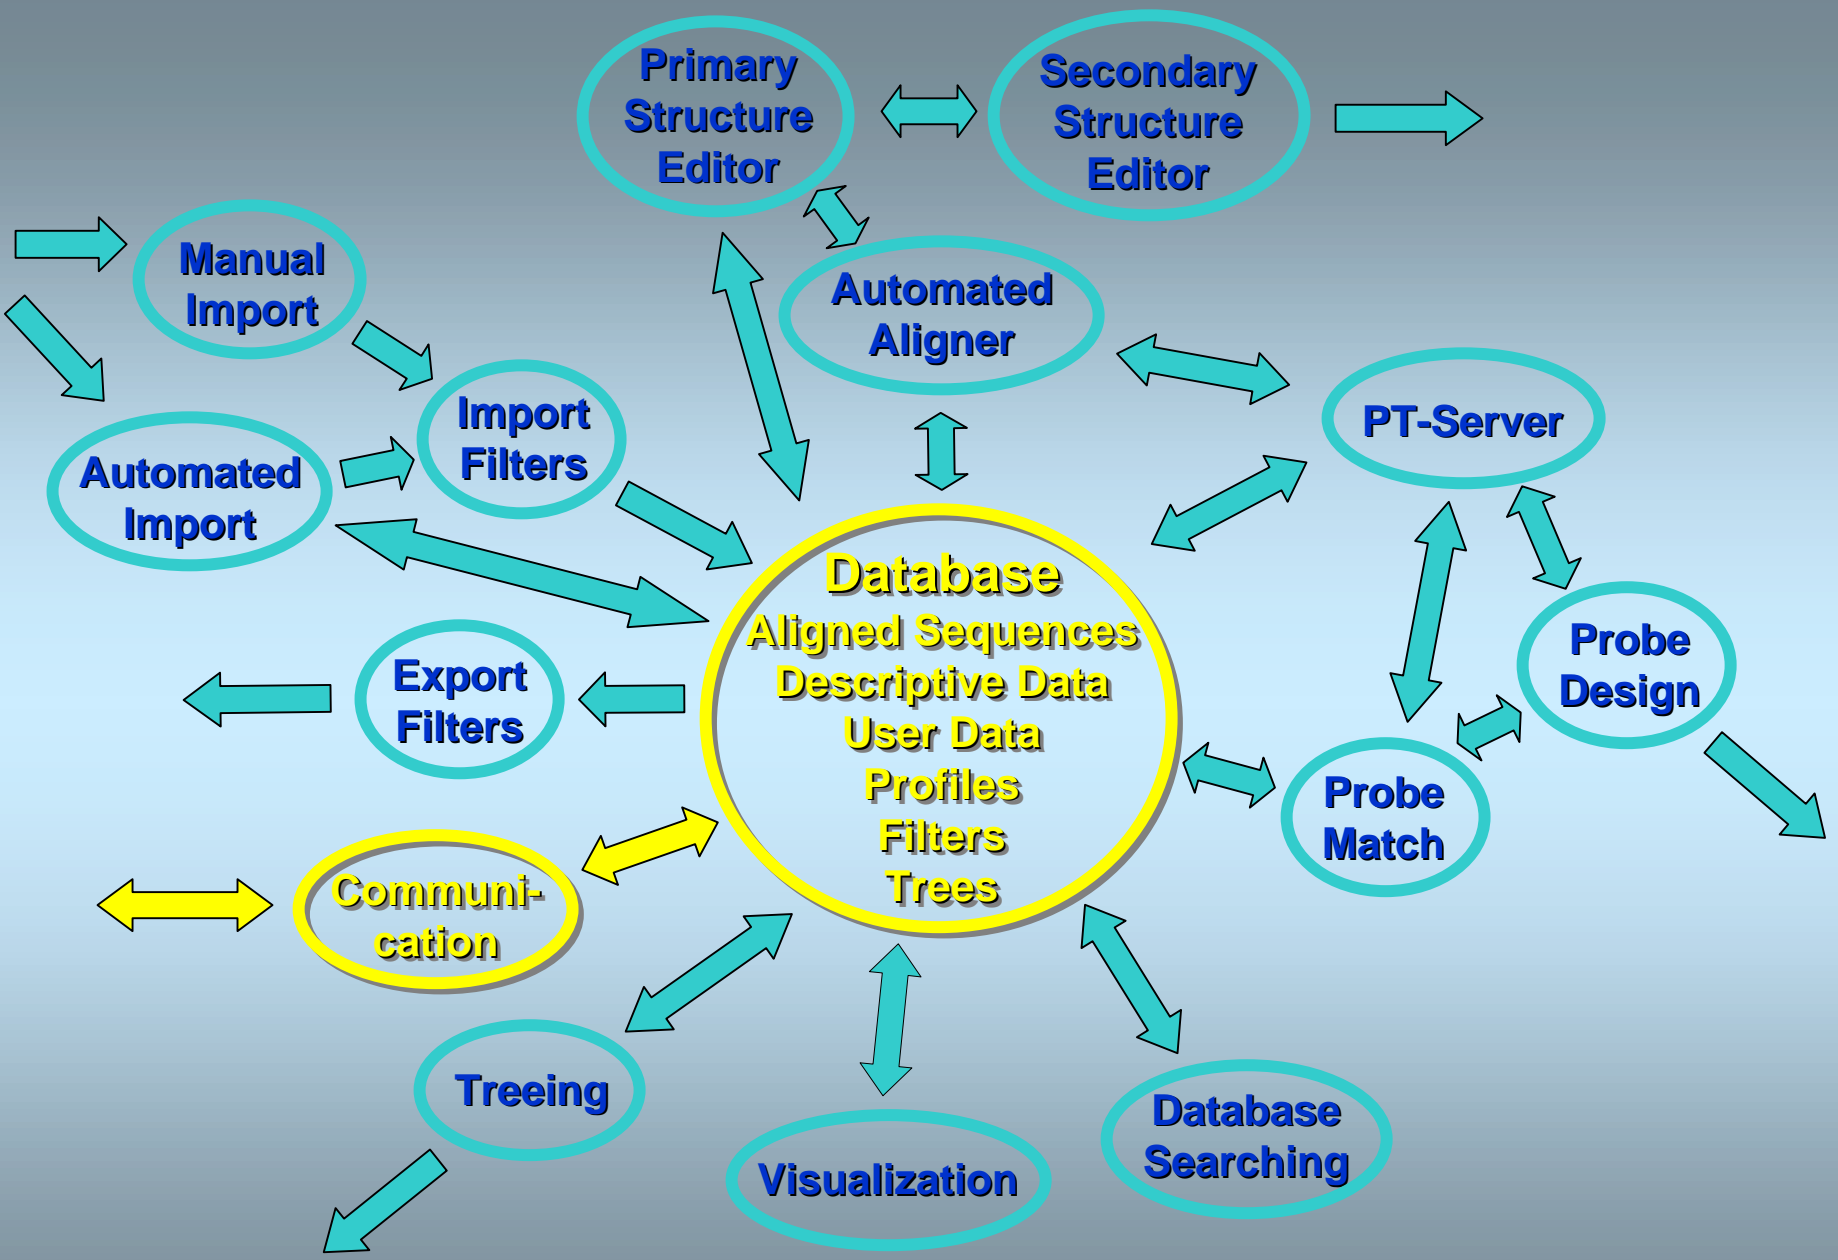 Primary
Structure
Editor
Secondary
Structure
Editor
Manual
Import
Automated
Aligner
Import
Filters
PT-Server
Automated
Import
Database
Aligned Sequences
Descriptive Data
User Data
Profiles
Filters
Trees
Export
Filters
Probe
Design
Probe
Match
Communi-
cation
Treeing
Visualization
Database
Searching